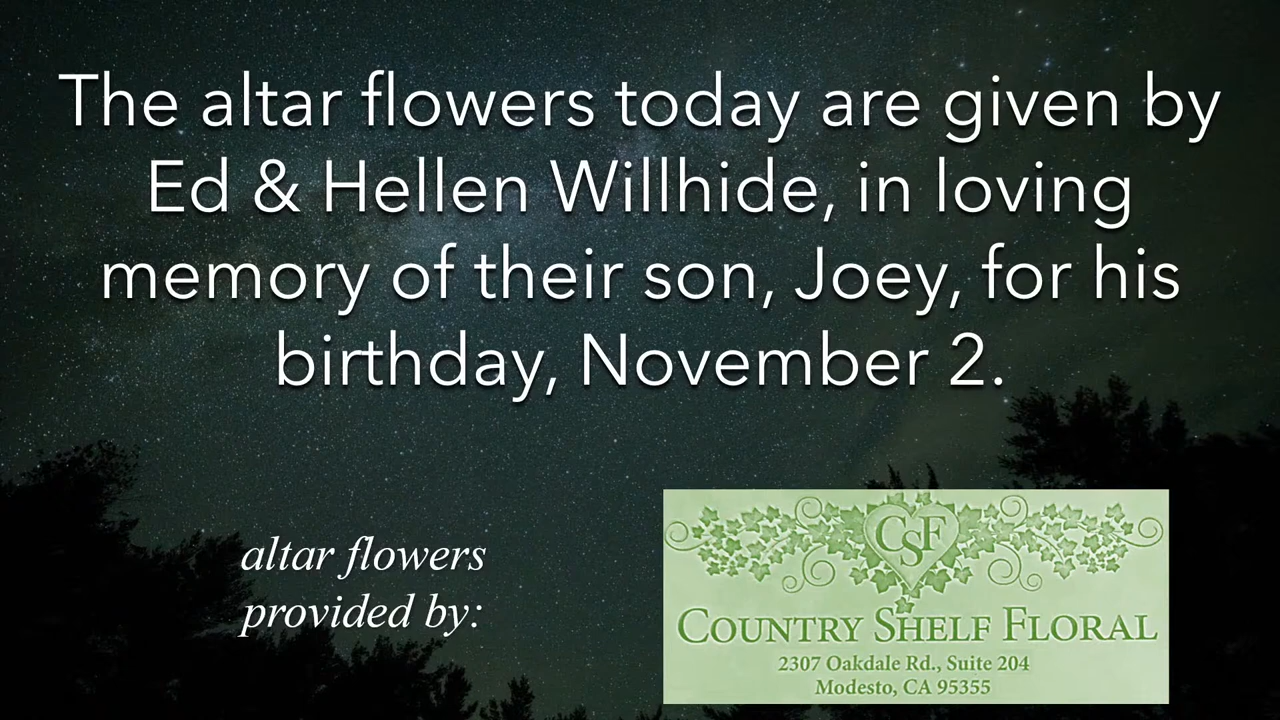 The altar flowers today are given by
Ed & Hellen Willhide, in loving
memory of their son, Joey, for his
birthday, November 2.
altar flowers
provided by:
CSF
COUNTRY SHELF FLORAL
2307 Oakdale Rd., Suite 204
Modesto, CA 95355